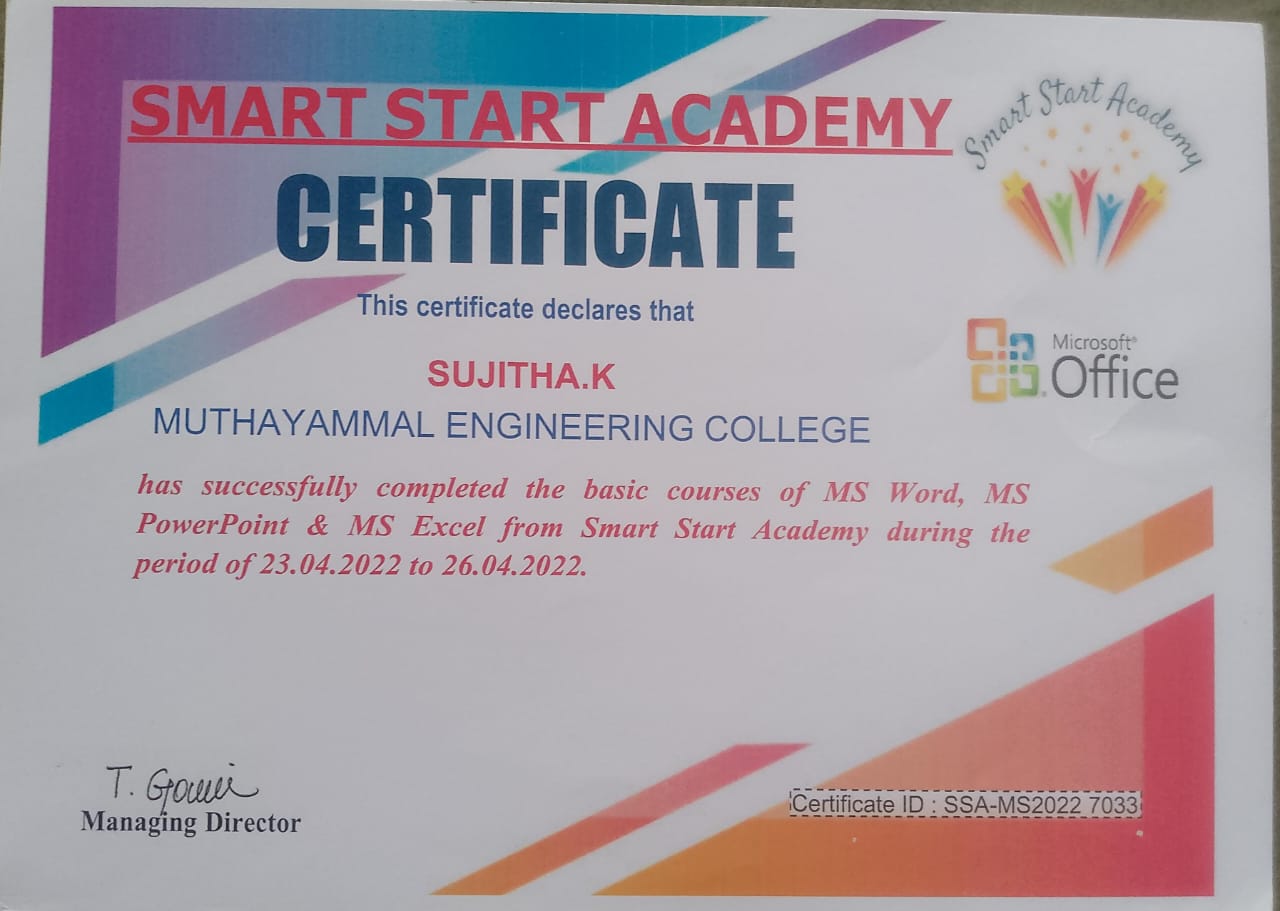 SMART START ACADEMY
Smart Start Academy
CERTIFICATE
This certificate declares that
Microsoft®
Office
SUJITHA.K
MUTHAYAMMAL ENGINEERING COLLEGE
has successfully completed the basic courses of MS Word, MS
PowerPoint & MS Excel from Smart Start Academy during the
period of 23.04.2022 to 26.04.2022.
T. Gowri
Managing Director
Certificate ID : SSA-MS2022 7033